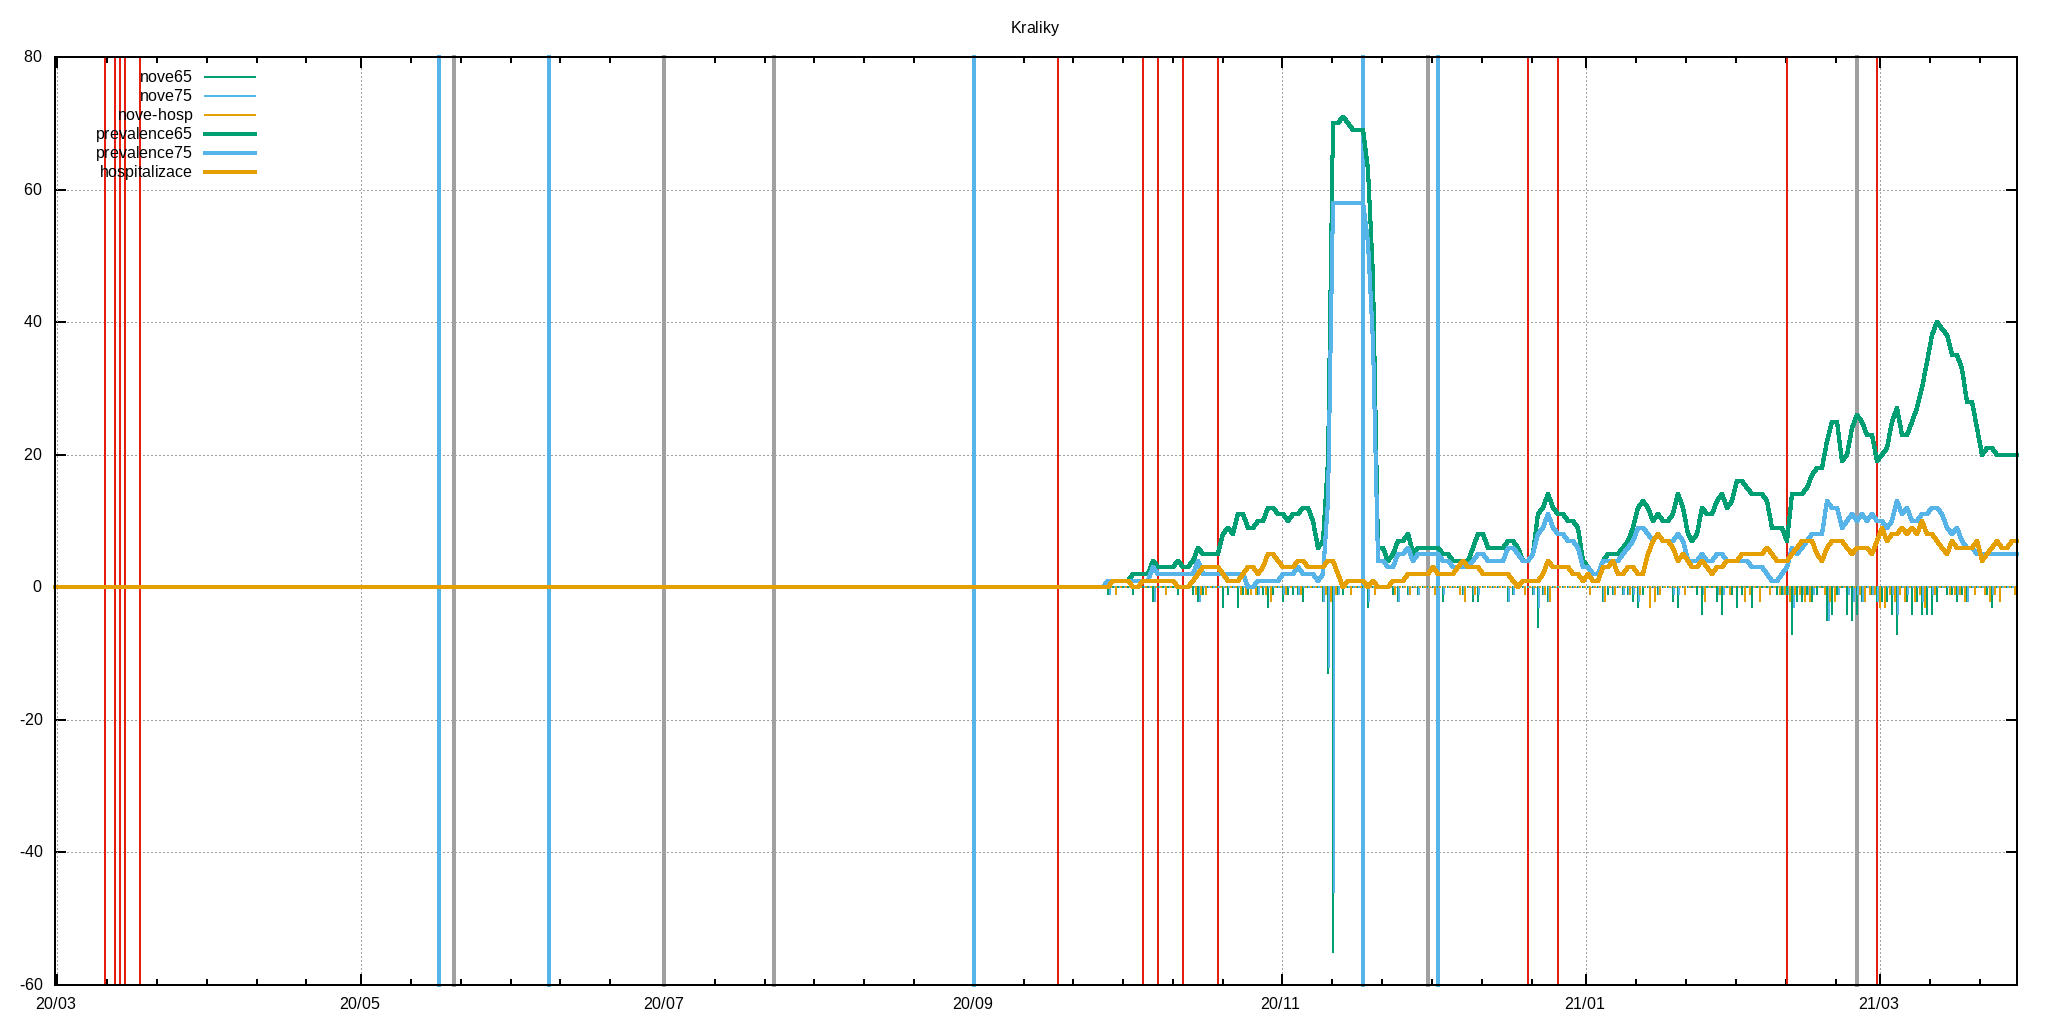 Kraliky
80
60
40
20
0
-20
-40
-60
nove65
nove75
nove-hosp
prevalence65
prevalence75
hospitalizace
20/03 20/05 20/07 20/09 20/11 21/01 21/03